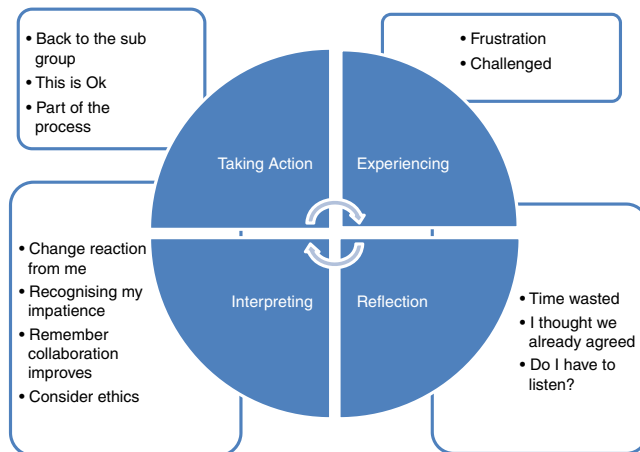 • Back to the sub
group
• This is Ok
• Part of the
process
• Frustration
• Challenged
Taking Action
Experiencing
Interpreting
Reflection
• Change reaction
from me
• Recognising my
impatience
• Remember
collaboration
improves
• Consider ethics
• Time wasted
• I thought we
already agreed
• Do I have to
listen?